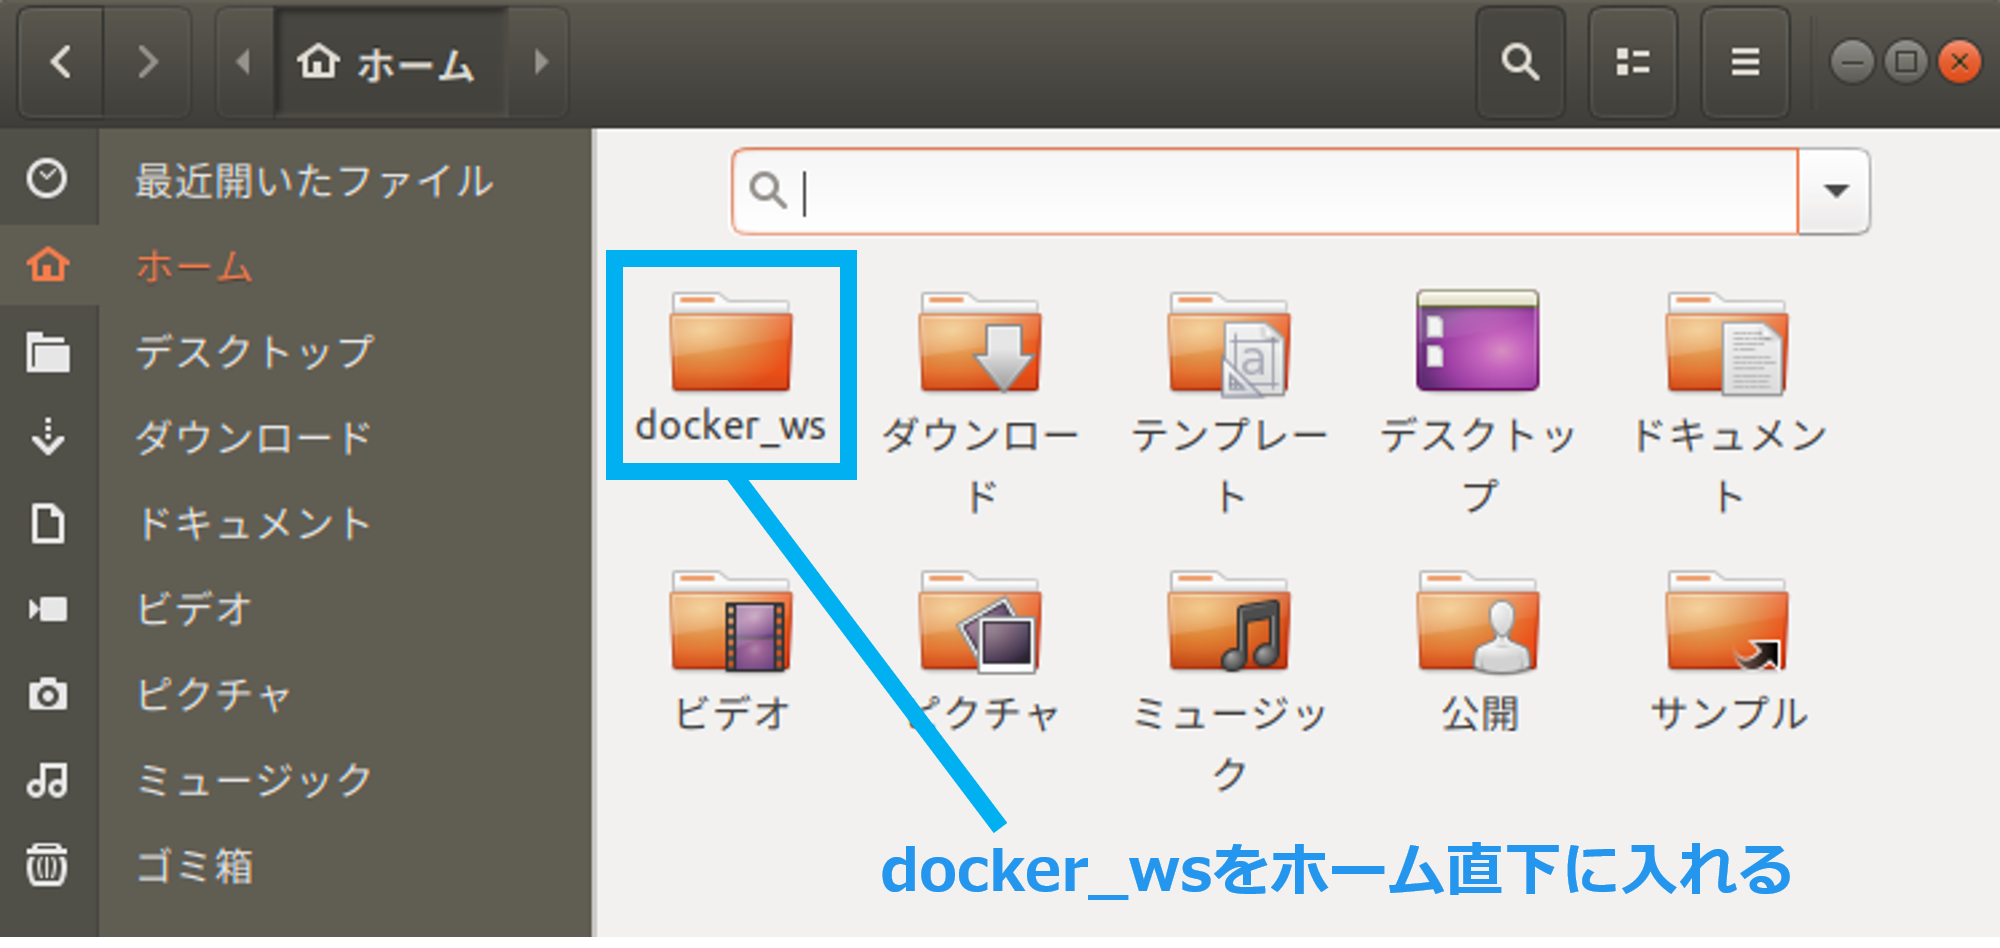 ホーム
最近開いたファイル
ホーム
デスクトップ
ダウンロード
ドキュメント
ビデオ
ピクチャ
ミュージック
ゴミ箱
docker_ws
ダウンロー
ド
テンプレー
ト
デスクトッ
プ
ドキュメン
ト
ビデオ
ピクチャ
ミュージッ
ク
公開
サンプル
docker_wsをホーム直下に入れる